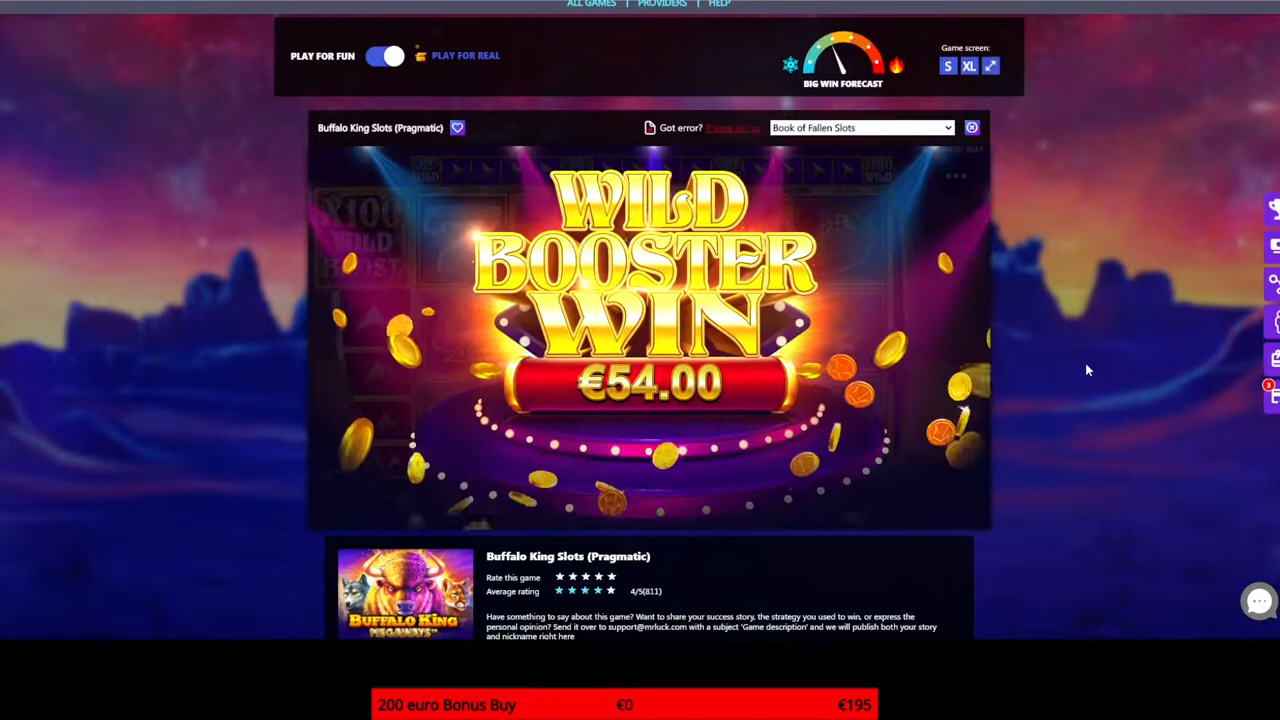 ALL GAMES | PROVIDERS | HELP
PLAY FOR FUN
PLAY FOR REAL
BIG WIN FORECAST
Game screen:
S XL
Buffalo King Slots (Pragmatic)
Got error?
Book of Fallen Slots
X100
WILD
BOOST
WILD
BOOSTER
WIN
€54.00
Buffalo King Slots (Pragmatic)
Rate this game
Average rating 4/5(811)
BUFFALO KING
MEGAWAYS
Have something to say about this game? Want to share your success story, the strategy you used to win, or express the
personal opinion? Send it over to support@mrluck.com with a subject 'Game description' and we will publish both your story
and nickname right here
3
200 euro Bonus Buy €0 €195